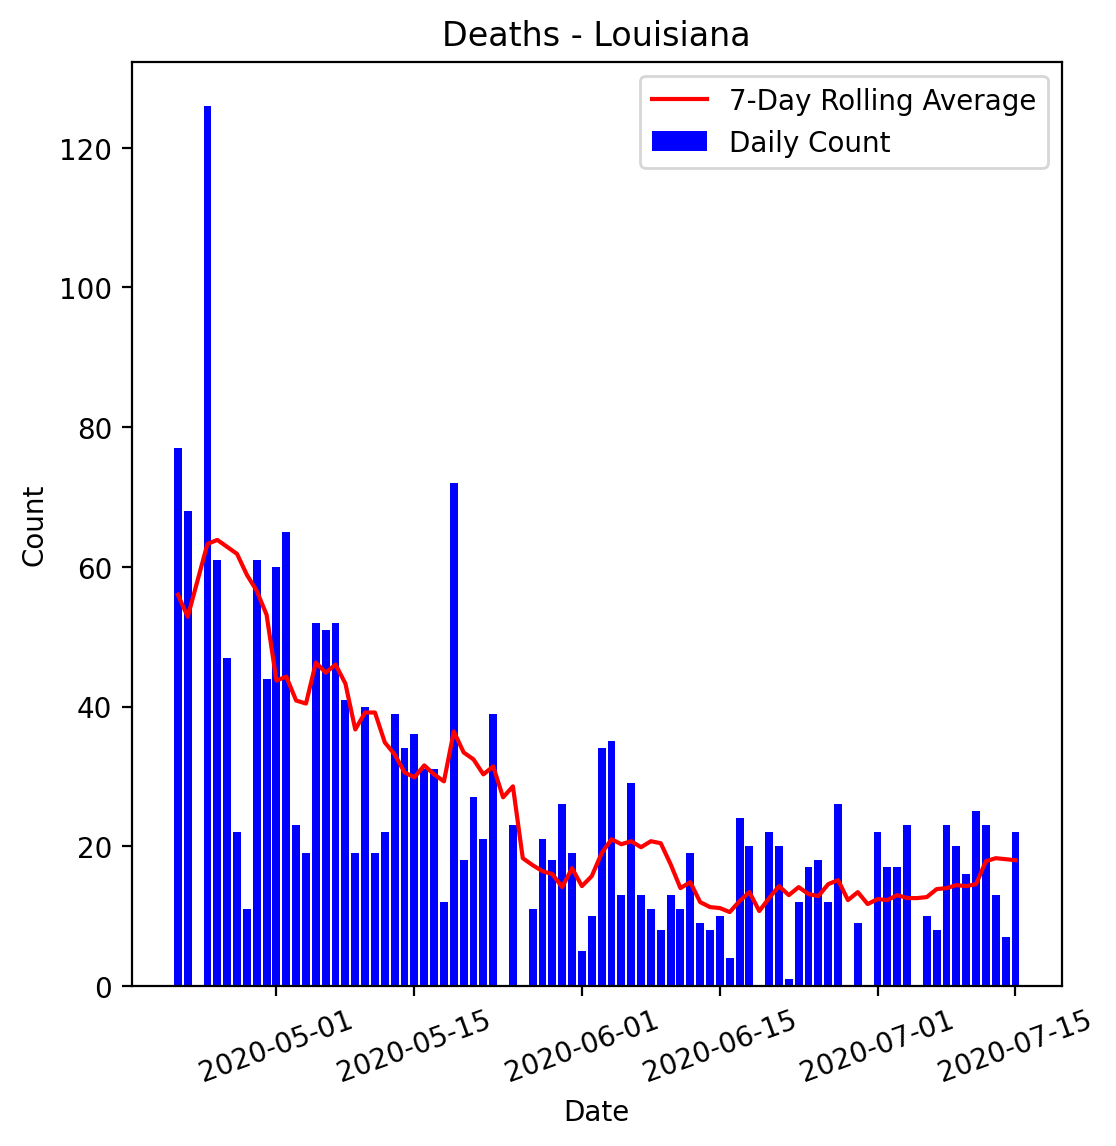 Deaths - Louisiana
7-Day Rolling Average
Daily Count
120
100
80
60
40
20
0
Count
2020-05-01
2020-05-15
2020-06-01
2020-06-15
2020-07-01
2020-07-15
Date